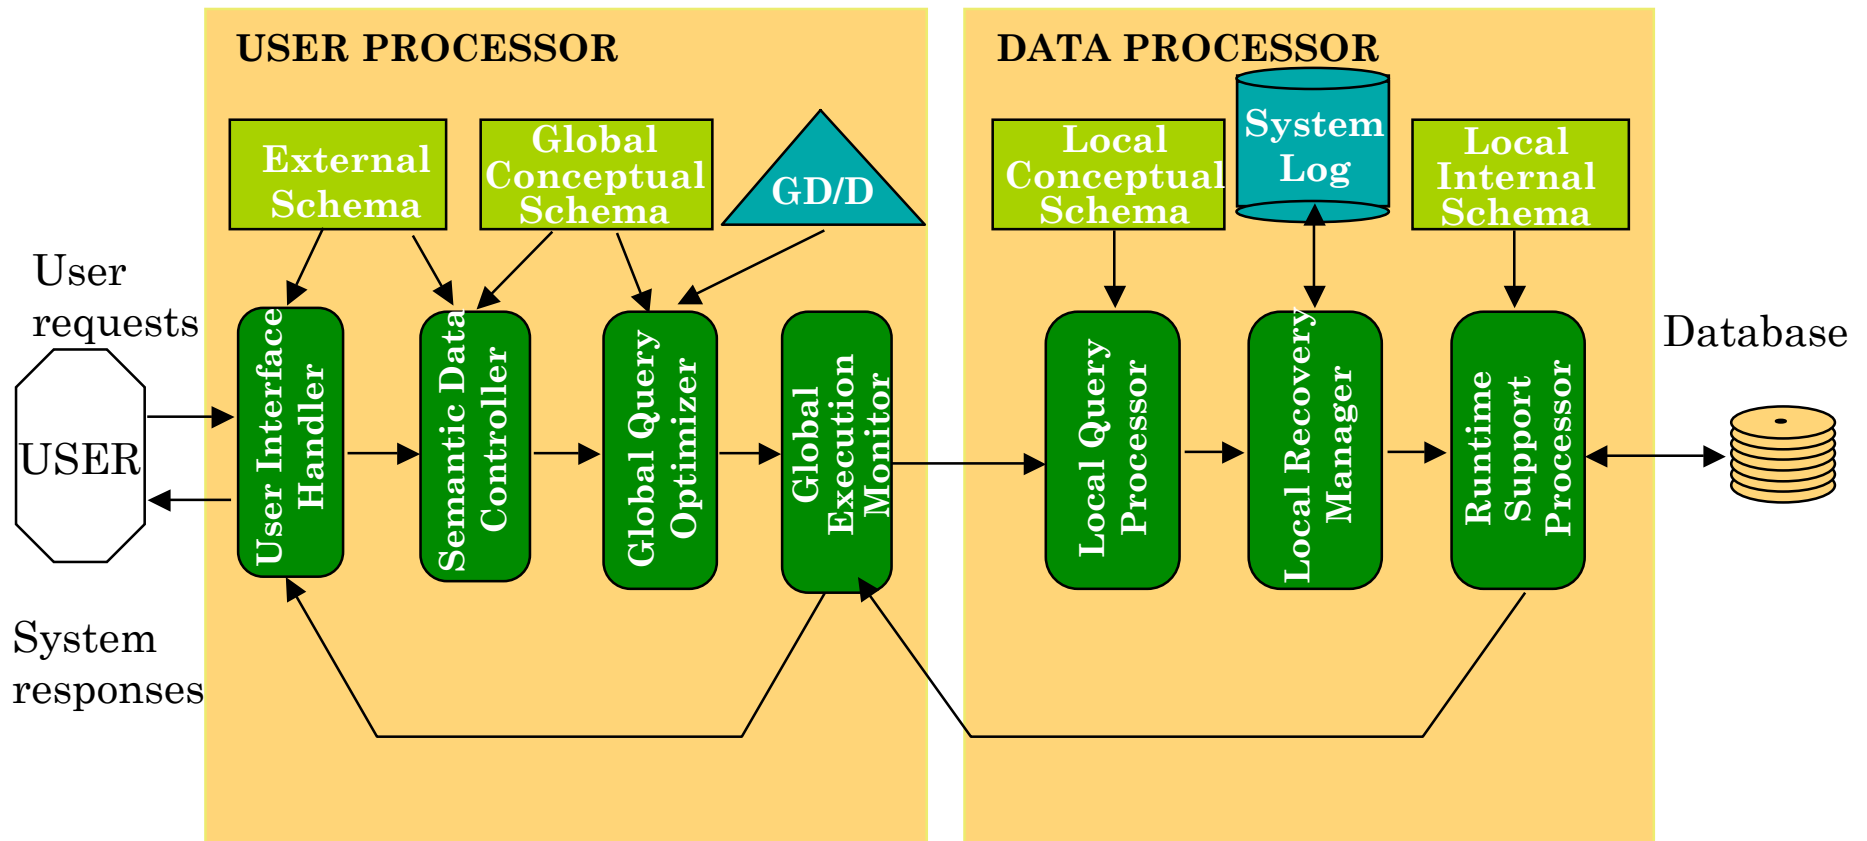 USER PROCESSOR
DATA PROCESSOR
External
Schema
Global
Conceptual
Schema
GD/D
Local
Conceptual
Schema
System
Log
Local
Internal
Schema
User
requests
USER
System
responses
User Interface
Handler
Semantic Data
Controller
Global Query
Optimizer
Global
Execution
Monitor
Local Query
Processor
Local Recovery
Manager
Runtime
Support
Processor
Database